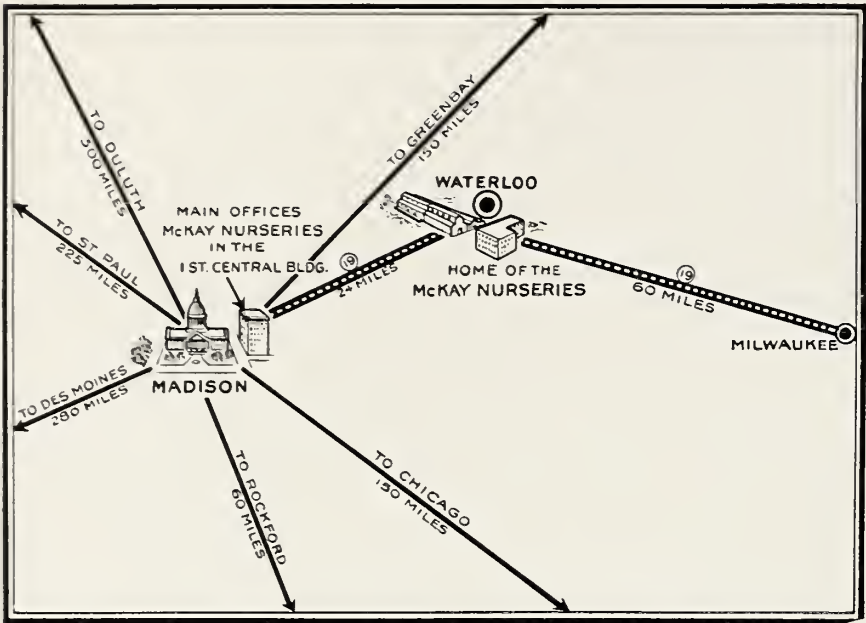 TO DULUTH
300 MILES
TO GREENBAY
150 MILES
TO ST PAUL
225 MILES
MAIN OFFICES
McKAY NURSERIES
IN THE
1ST. CENTRAL BLDG.
WATERLOO
19
24 MILES
HOME OF THE
McKAY NURSERIES
19
60 MILES
MILWAUKEE
MADISON
TO DES MOINES
280 MILES
TO ROCKFORD
60 MILES
TO CHICAGO
150 MILES